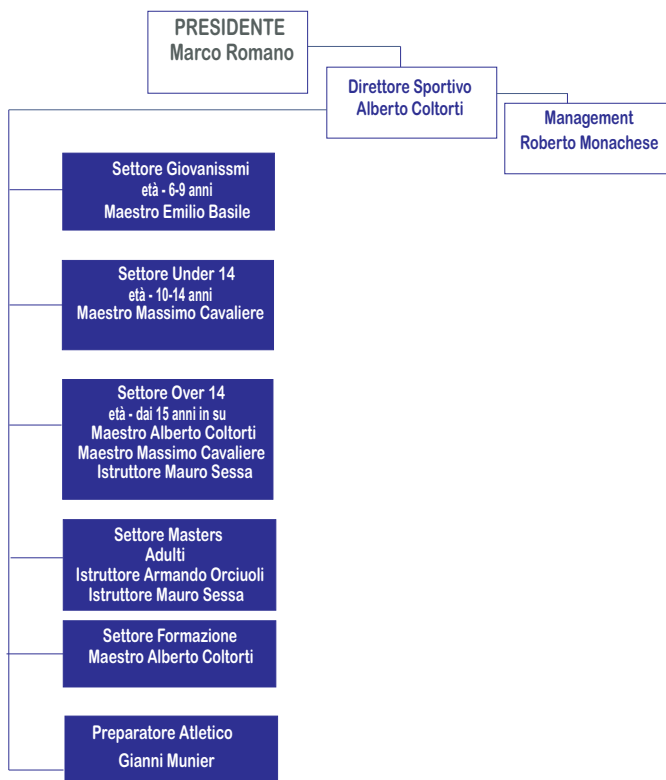 PRESIDENTE
Marco Romano
Direttore Sportivo
Alberto Coltorti
Management
Roberto Monachese
Settore Giovanissmi
età - 6-9 anni
Maestro Emilio Basile
Settore Under 14
età - 10-14 anni
Maestro Massimo Cavaliere
Settore Over 14
età - dai 15 anni in su
Maestro Alberto Coltorti
Maestro Massimo Cavaliere
Istruttore Mauro Sessa
Settore Masters
Adulti
Istruttore Armando Orciuoli
Istruttore Mauro Sessa
Settore Formazione
Maestro Alberto Coltorti
Preparatore Atletico
Gianni Munier